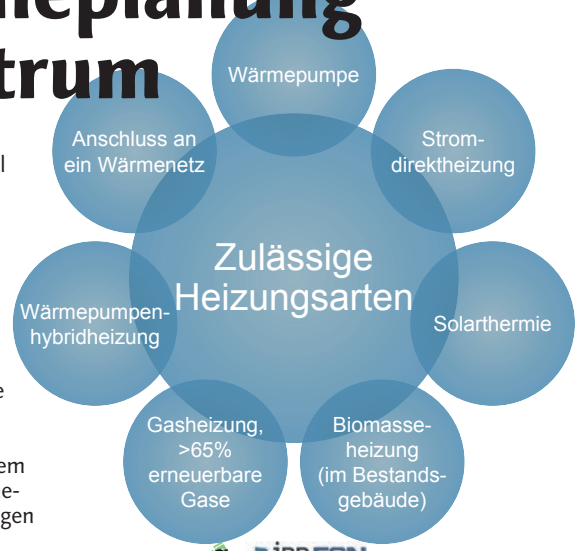 trum
Wärmepumpe
Anschluss an
ein Wärmenetz
Strom-
direktheizung
Zulässige
Heizungsarten
Wärmepumpen-
hybridheizung
Solarthermie
Gasheizung,
>65%
erneuerbare
Gase
Biomasse-
heizung
(im Bestands-
gebäude)
e-
gen